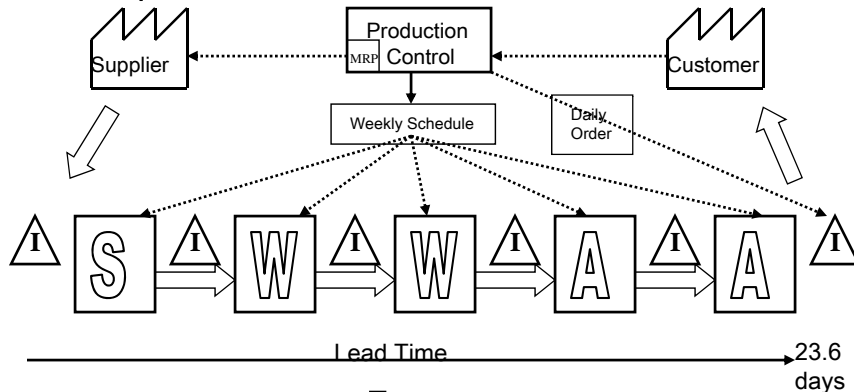 Production
Control
MRP
Supplier
Customer
Weekly Schedule
Daily
Order
I
S
I
W
I
W
I
A
I
A
I
Lead Time
23.6
days